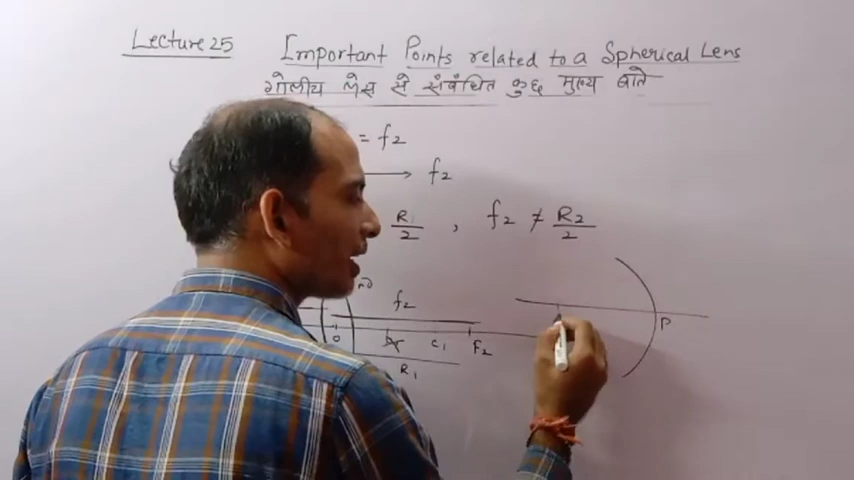 Lecture 25
Important Points related to a Spherical Lens
गोलीय लेंस से संबंधित कुछ मुख्य बाते
= f₂
→ f₂
R₁/2 , f₂ ≠ R₂/2
f₂
O C₁ F₂
R₁
P